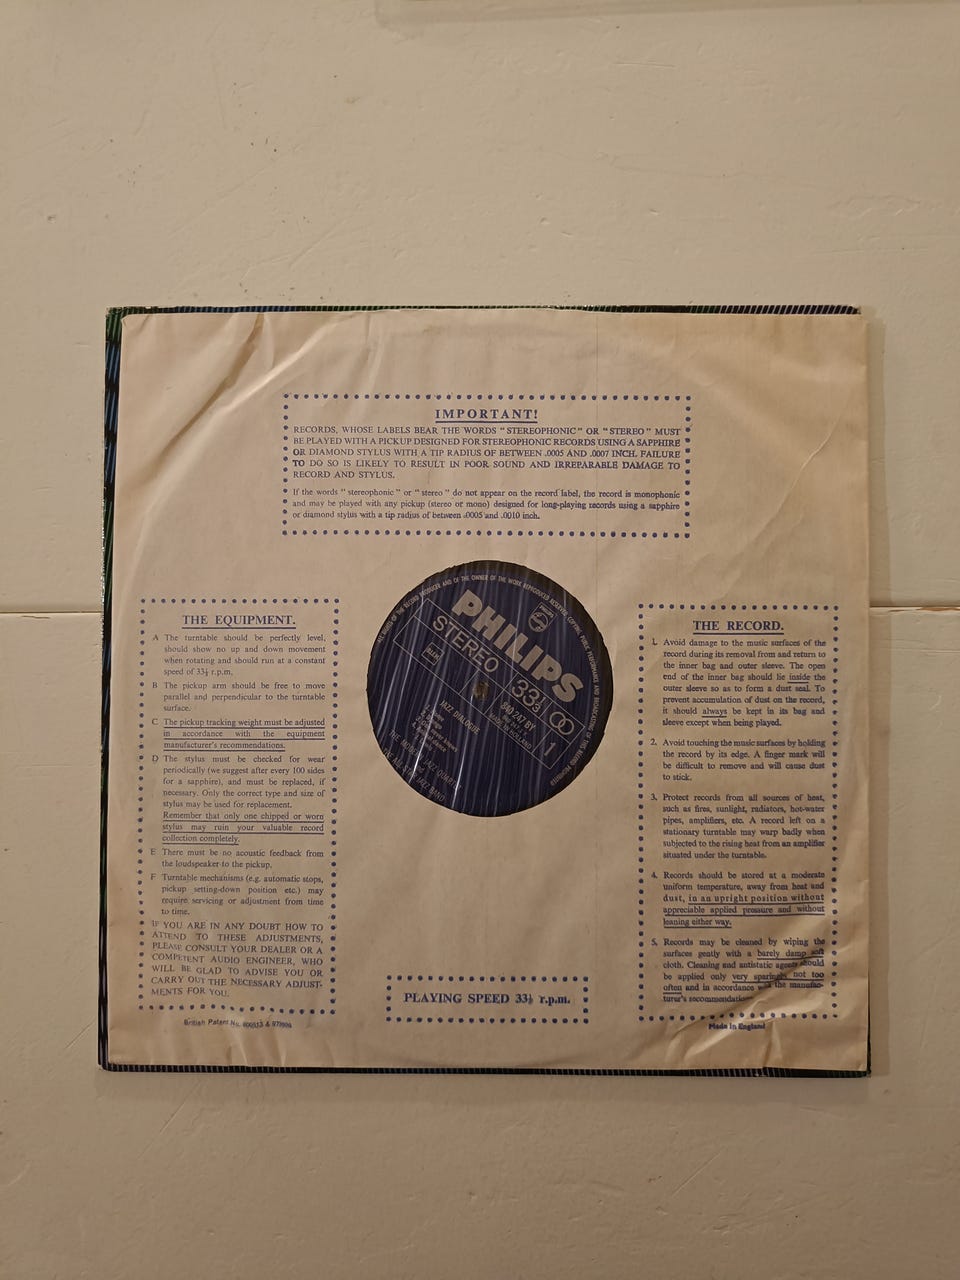 IMPORTANT!
RECORDS, WHOSE LABELS BEAR THE WORDS "STEREOPHONIC" OR "STEREO" MUST
BE PLAYED WITH A PICKUP DESIGNED FOR STEREOPHONIC RECORDS USING A SAPPHIRE
OR DIAMOND STYLUS WITH A TIP RADIUS OF BETWEEN .0005 AND .0007 INCH. FAILURE
TO DO SO IS LIKELY TO RESULT IN POOR SOUND AND IRREPARABLE DAMAGE TO
RECORD AND STYLUS.
If the words "stereophonic" or "stereo" do not appear on the record label, the record is monophonic
and may be played with any pickup (stereo or mono) designed for long-playing records using a sapphire
or diamond stylus with a tip radius of between .0005 and .0010 inch.
THE EQUIPMENT.
A The turntable should be perfectly level,
should show no up and down movement
when rotating and should run at a constant
speed of 33⅓ r.p.m.
B The pickup arm should be free to move
parallel and perpendicular to the turntable
surface.
C The pickup tracking weight must be adjusted
in accordance with the equipment
manufacturer's recommendations.
D The stylus must be checked for wear
periodically (we suggest after every 100 sides
for a sapphire), and must be replaced, if
necessary. Only the correct type and size of
stylus may be used for replacement.
Remember that only one chipped or worn
stylus may ruin your valuable record
collection completely.
E There must be no acoustic feedback from
the loudspeaker to the pickup.
F Turntable mechanisms (e.g. automatic stops,
pickup setting-down position etc.) may
require servicing or adjustment from time
to time.
IF YOU ARE IN ANY DOUBT HOW TO
ATTEND TO THESE ADJUSTMENTS,
PLEASE CONSULT YOUR DEALER OR A
COMPETENT AUDIO ENGINEER, WHO
WILL BE GLAD TO ADVISE YOU OR
CARRY OUT THE NECESSARY ADJUST-
MENTS FOR YOU.
British Patent No.
PHILIPS
PHILIPS
STEREO
33⅓
840 247 BY
MADE IN HOLLAND
1
JAZZ DIALOGUE
THE MODERN JAZZ QUARTET
JAZZ BAND
PLAYING SPEED 33⅓ r.p.m.
THE RECORD.
1. Avoid damage to the music surfaces of the
record during its removal from and return to
the inner bag and outer sleeve. The open
end of the inner bag should lie inside the
outer sleeve so as to form a dust seal. To
prevent accumulation of dust on the record,
it should always be kept in its bag and
sleeve except when being played.
2. Avoid touching the music surfaces by holding
the record by its edge. A finger mark will
be difficult to remove and will cause dust
to stick.
3. Protect records from all sources of heat,
such as fires, sunlight, radiators, hot-water
pipes, amplifiers, etc. A record left on a
stationary turntable may warp badly when
subjected to the rising heat from an amplifier
situated under the turntable.
4. Records should be stored at a moderate
uniform temperature, away from heat and
dust, in an upright position without
appreciable applied pressure and without
leaning either way.
5. Records may be cleaned by wiping the
surfaces gently with a barely damp soft
cloth. Cleaning and antistatic agents should
be applied only very sparingly, not too
often and in accordance with the manufac-
turer's recommendations.
Made in England